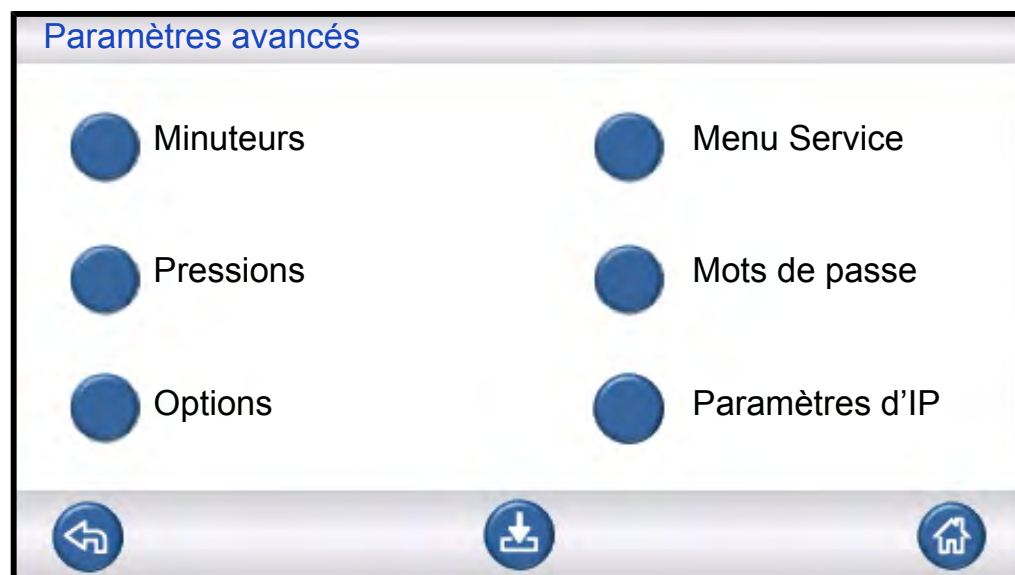 Paramètres avancés
Minuteurs
Menu Service
Pressions
Mots de passe
Options
Paramètres d’IP